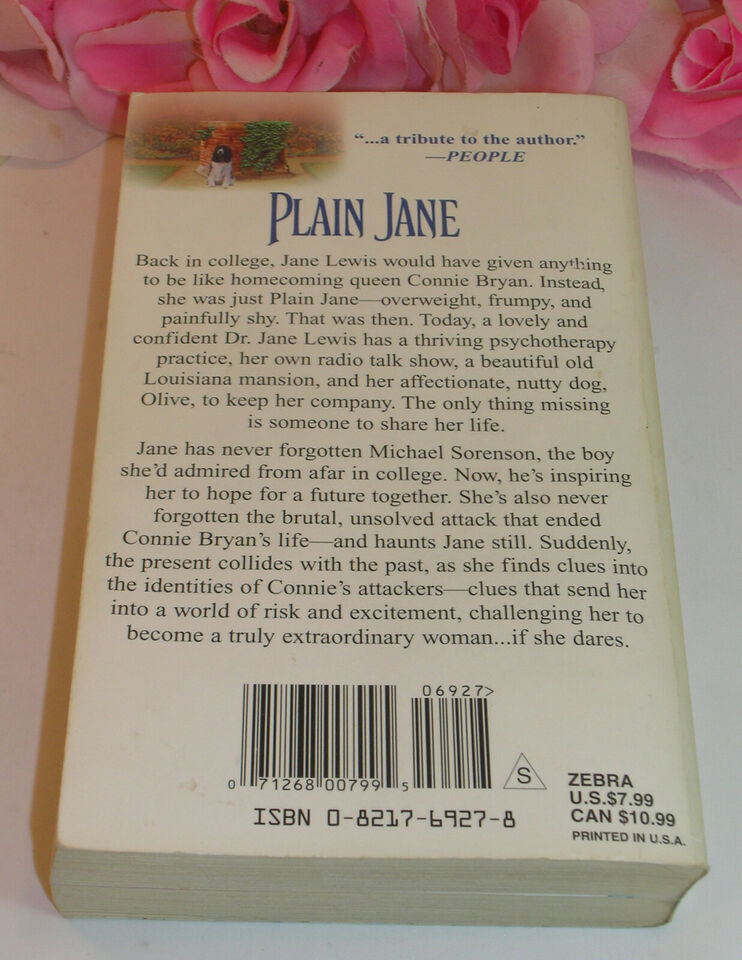 “...a tribute to the author.”
—PEOPLE
PLAIN JANE
Back in college, Jane Lewis would have given anything
to be like homecoming queen Connie Bryan. Instead,
she was just Plain Jane—overweight, frumpy, and
painfully shy. That was then. Today, a lovely and
confident Dr. Jane Lewis has a thriving psychotherapy
practice, her own radio talk show, a beautiful old
Louisiana mansion, and her affectionate, nutty dog,
Olive, to keep her company. The only thing missing
is someone to share her life.
Jane has never forgotten Michael Sorenson, the boy
she’d admired from afar in college. Now, he’s inspiring
her to hope for a future together. She’s also never
forgotten the brutal, unsolved attack that ended
Connie Bryan’s life—and haunts Jane still. Suddenly,
the present collides with the past, as she finds clues into
the identities of Connie’s attackers—clues that send her
into a world of risk and excitement, challenging her to
become a truly extraordinary woman...if she dares.
06927>
0 71268 00799 5
S
ISBN 0-8217-6927-8
ZEBRA
U.S.$7.99
CAN $10.99
PRINTED IN U.S.A.